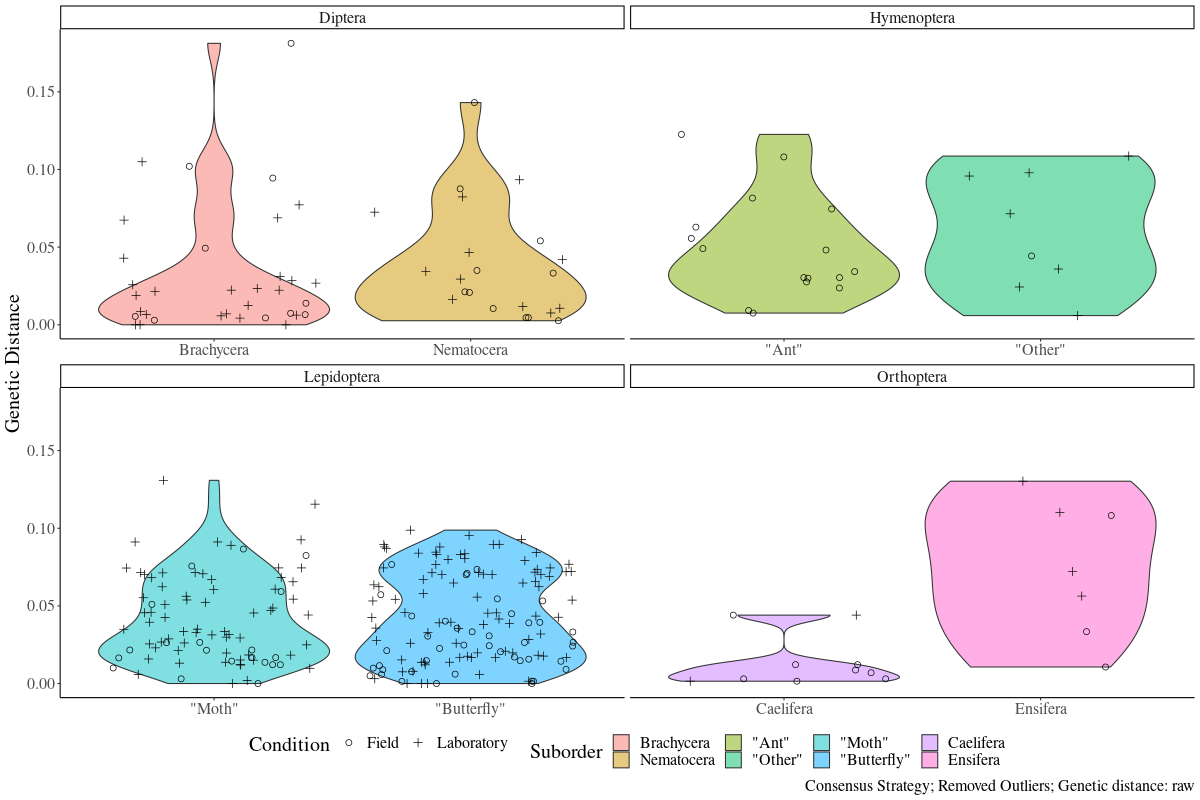 Diptera
Hymenoptera
0.15
0.10
0.05
0.00
Brachycera
Nematocera
"Ant"
"Other"
Genetic Distance
Lepidoptera
Orthoptera
0.15
0.10
0.05
0.00
"Moth"
"Butterfly"
Caelifera
Ensifera
Condition Field Laboratory
Suborder
Brachycera "Ant" "Moth" Caelifera
Nematocera "Other" "Butterfly" Ensifera
Consensus Strategy; Removed Outliers; Genetic distance: raw